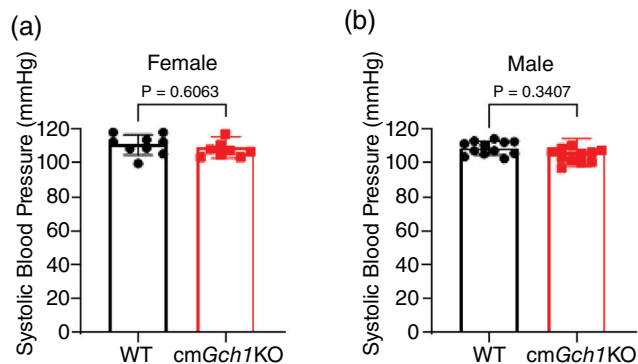 (a)
Female
P = 0.6063
Systolic Blood Pressure (mmHg)
120
100
80
60
40
20
0
WT
cmGch1KO
(b)
Male
P = 0.3407
Systolic Blood Pressure (mmHg)
120
100
80
60
40
20
0
WT
cmGch1KO